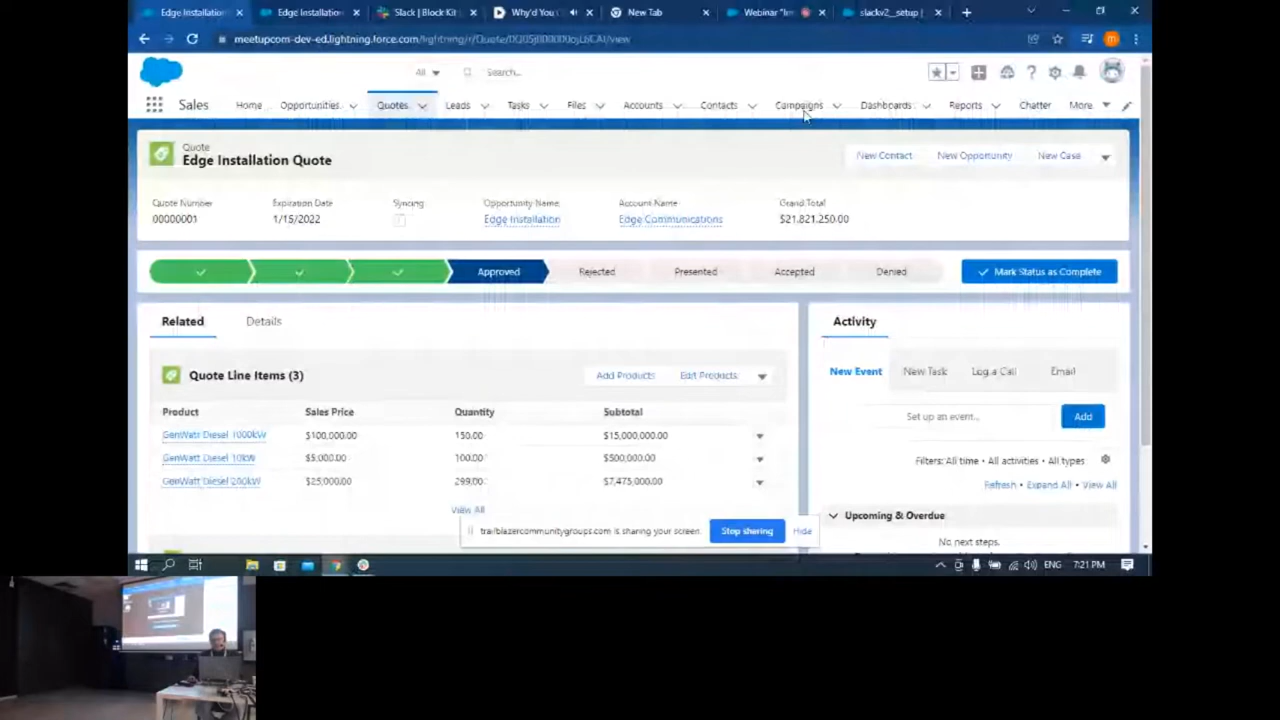 Edge Installation Edge Installation Slack | Block Kit Why'd You New Tab Webinar "Im slackv2_setup |
meetupcom-dev-ed.lightning.force.com/lightning/r/Quote/
All Search...
Sales Home Opportunities Quotes Leads Tasks Files Accounts Contacts Campaigns Dashboards Reports Chatter More
Quote
Edge Installation Quote
New Contact New Opportunity New Case
Quote Number Expiration Date Syncing Opportunity Name Account Name Grand Total
00000001 1/15/2022 Edge Installation Edge Communications $21,821,250.00
Approved Rejected Presented Accepted Denied Mark Status as Complete
Related Details
Activity
Quote Line Items (3) Add Products Edit Products
New Event New Task Log a Call Email
Product Sales Price Quantity Subtotal
Set up an event... Add
GenWatt Diesel 1000kW $100,000.00 150.00 $15,000,000.00
GenWatt Diesel 10kW $5,000.00 100.00 $500,000.00
Filters: All time • All activities • All types
GenWatt Diesel 200kW $25,000.00 299.00 $7,475,000.00
Refresh • Expand All • View All
View All
Upcoming & Overdue
trailblazercommunitygroups.com is sharing your screen. Stop sharing Hide
No next steps.
ENG 7:21 PM